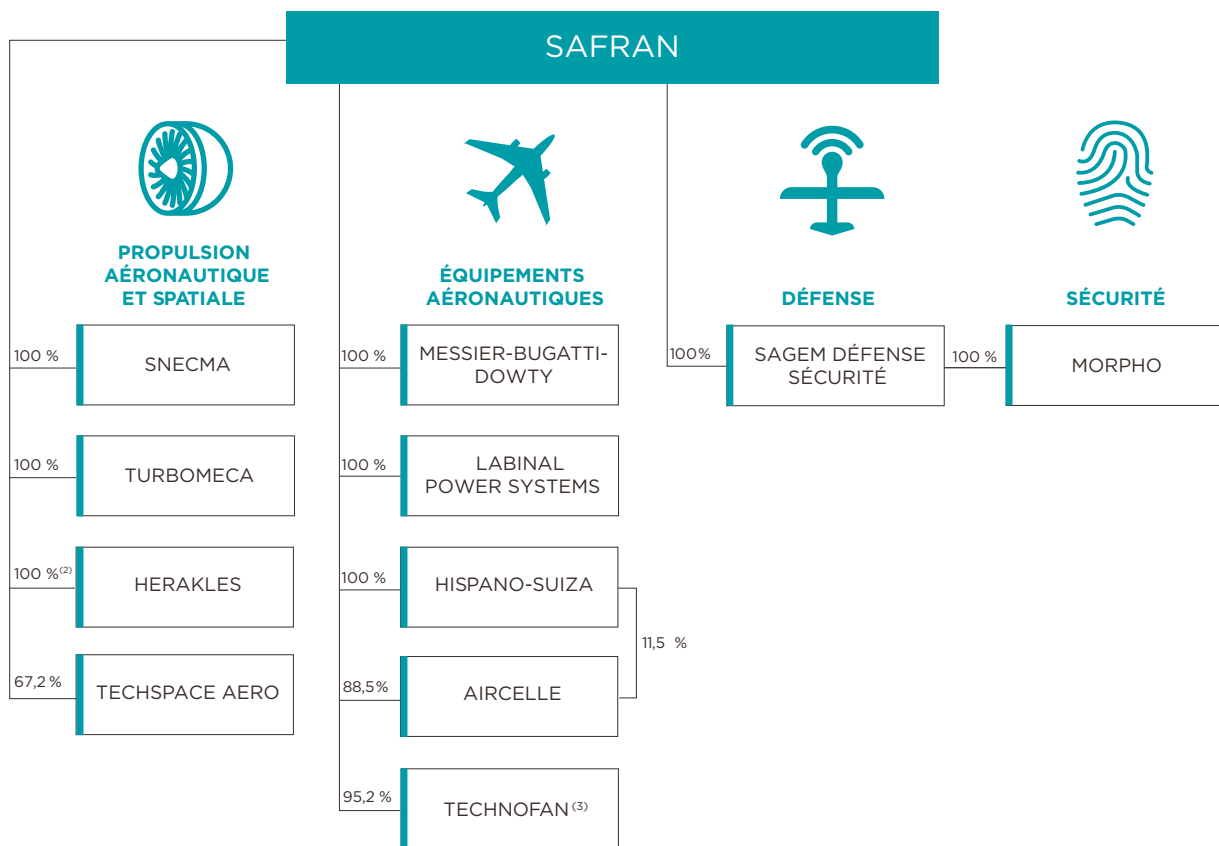 SAFRAN
PROPULSION
AÉRONAUTIQUE
ET SPATIALE
100 %
SNECMA
100 %
TURBOMECA
100 %(2)
HERAKLES
67,2 %
TECHSPACE AERO
ÉQUIPEMENTS
AÉRONAUTIQUES
100 %
MESSIER-BUGATTI-
DOWTY
100 %
LABINAL
POWER SYSTEMS
100 %
HISPANO-SUIZA
11,5 %
88,5%
AIRCELLE
95,2 %
TECHNOFAN(3)
DÉFENSE
100%
SAGEM DÉFENSE
SÉCURITÉ
SÉCURITÉ
100 %
MORPHO